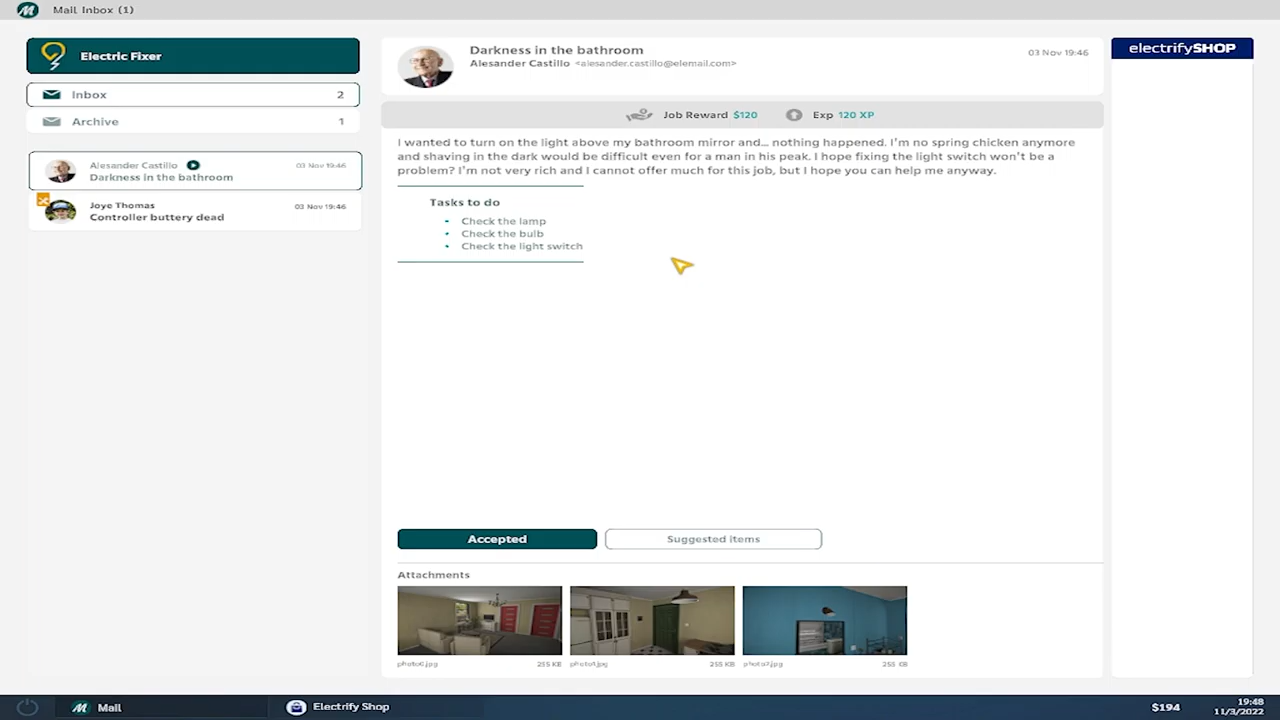 Mail. Inbox (1)
Electric Fixer
Inbox 2
Archive 1
Alesander Castillo 03 Nov 19:46
Darkness in the bathroom
Joye Thomas 03 Nov 19:46
Controller buttery dead
Darkness in the bathroom
Alesander Castillo <alesander.castillo@elemail.com>
03 Nov 19:46
Job Reward $120 Exp 120 XP
I wanted to turn on the light above my bathroom mirror and... nothing happened. I'm no spring chicken anymore
and shaving in the dark would be difficult even for a man in his peak. I hope fixing the light switch won't be a
problem? I'm not very rich and I cannot offer much for this job, but I hope you can help me anyway.
Tasks to do
• Check the lamp
• Check the bulb
• Check the light switch
Accepted
Suggested items
Attachments
photo0.jpg 255 KB photo1.jpg 255 KB photo2.jpg 255 KB
electrifySHOP
Mail
Electrify Shop
$194
19:48
11/3/2022